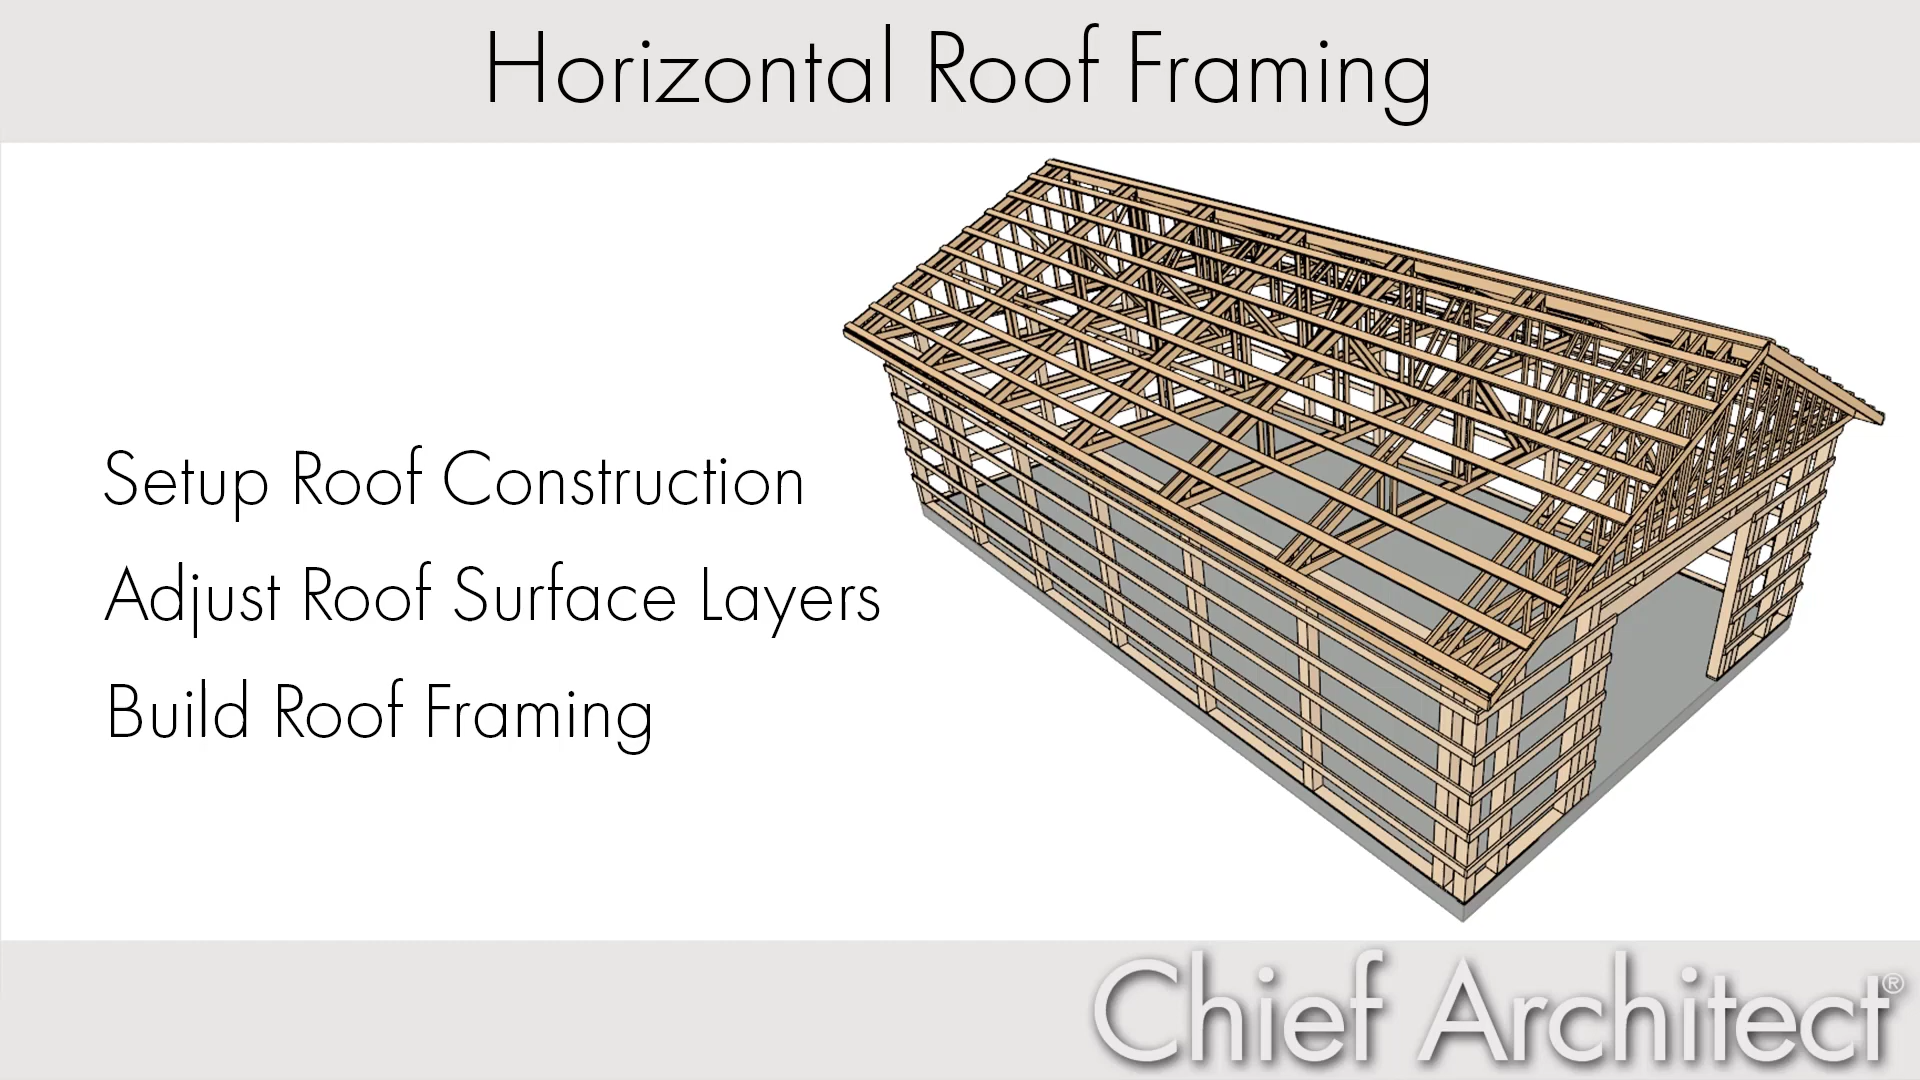 Horizontal Roof Framing
Setup Roof Construction
Adjust Roof Surface Layers
Build Roof Framing
Chief Architect®